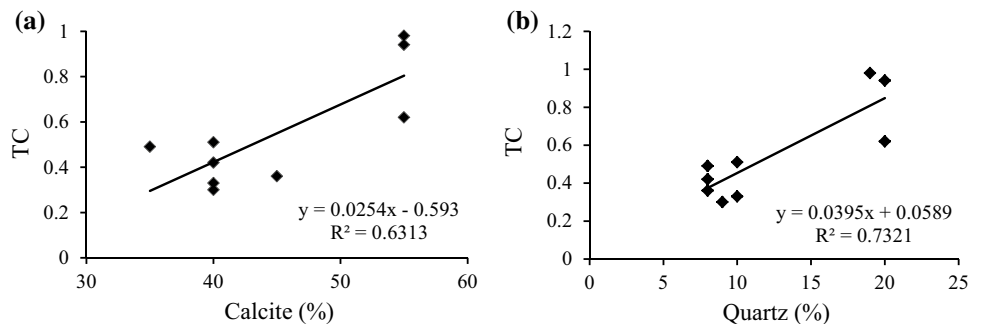 (a)
1
0.8
0.6
0.4
0.2
0
TC
30 40 50 60
Calcite (%)
y = 0.0254x - 0.593
R² = 0.6313
(b)
1.2
1
0.8
0.6
0.4
0.2
0
TC
0 5 10 15 20 25
Quartz (%)
y = 0.0395x + 0.0589
R² = 0.7321